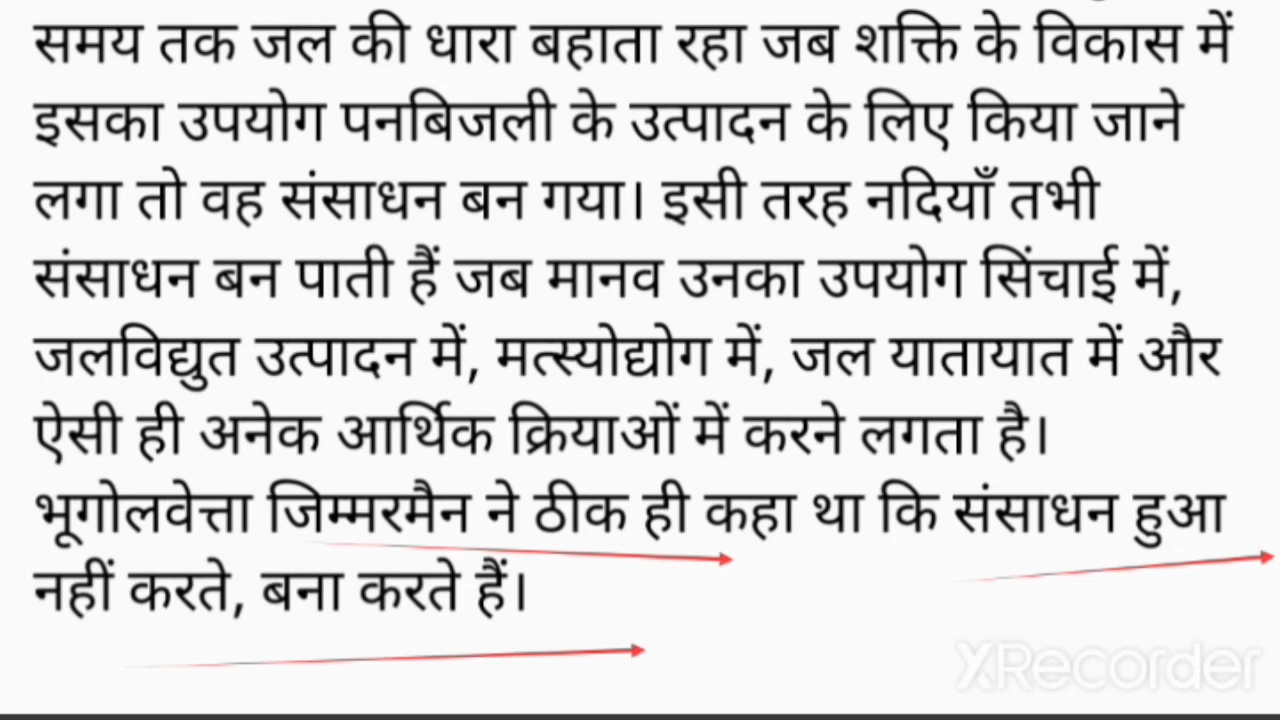 समय तक जल की धारा बहाता रहा जब शक्ति के विकास में
इसका उपयोग पनबिजली के उत्पादन के लिए किया जाने
लगा तो वह संसाधन बन गया। इसी तरह नदियाँ तभी
संसाधन बन पाती हैं जब मानव उनका उपयोग सिंचाई में,
जलविद्युत उत्पादन में, मत्स्योद्योग में, जल यातायात में और
ऐसी ही अनेक आर्थिक क्रियाओं में करने लगता है।
भूगोलवेत्ता जिम्मरमैन ने ठीक ही कहा था कि संसाधन हुआ
नहीं करते, बना करते हैं।
XRecorder